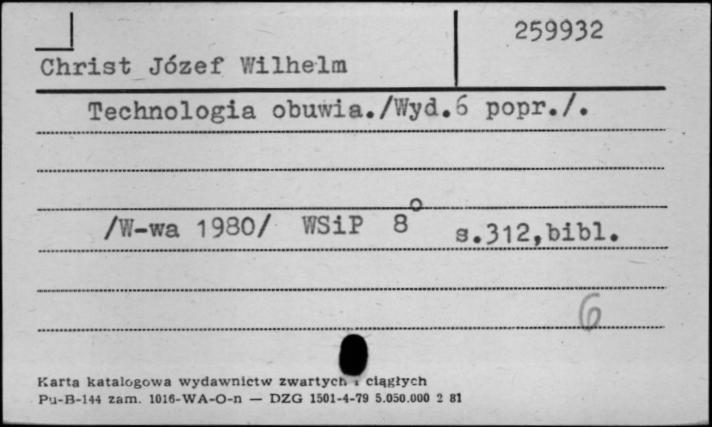 259932
Christ Józef Wilhelm
Technologia obuwia./Wyd.6 popr./.
/W-wa 1980/ WSiP 8° s.312,bibl.
6
Karta katalogowa wydawnictw zwartych i ciągłych
Pu-B-144 zam. 1016-WA-O-n — DZG 1501-4-79 5.050.000 2 81